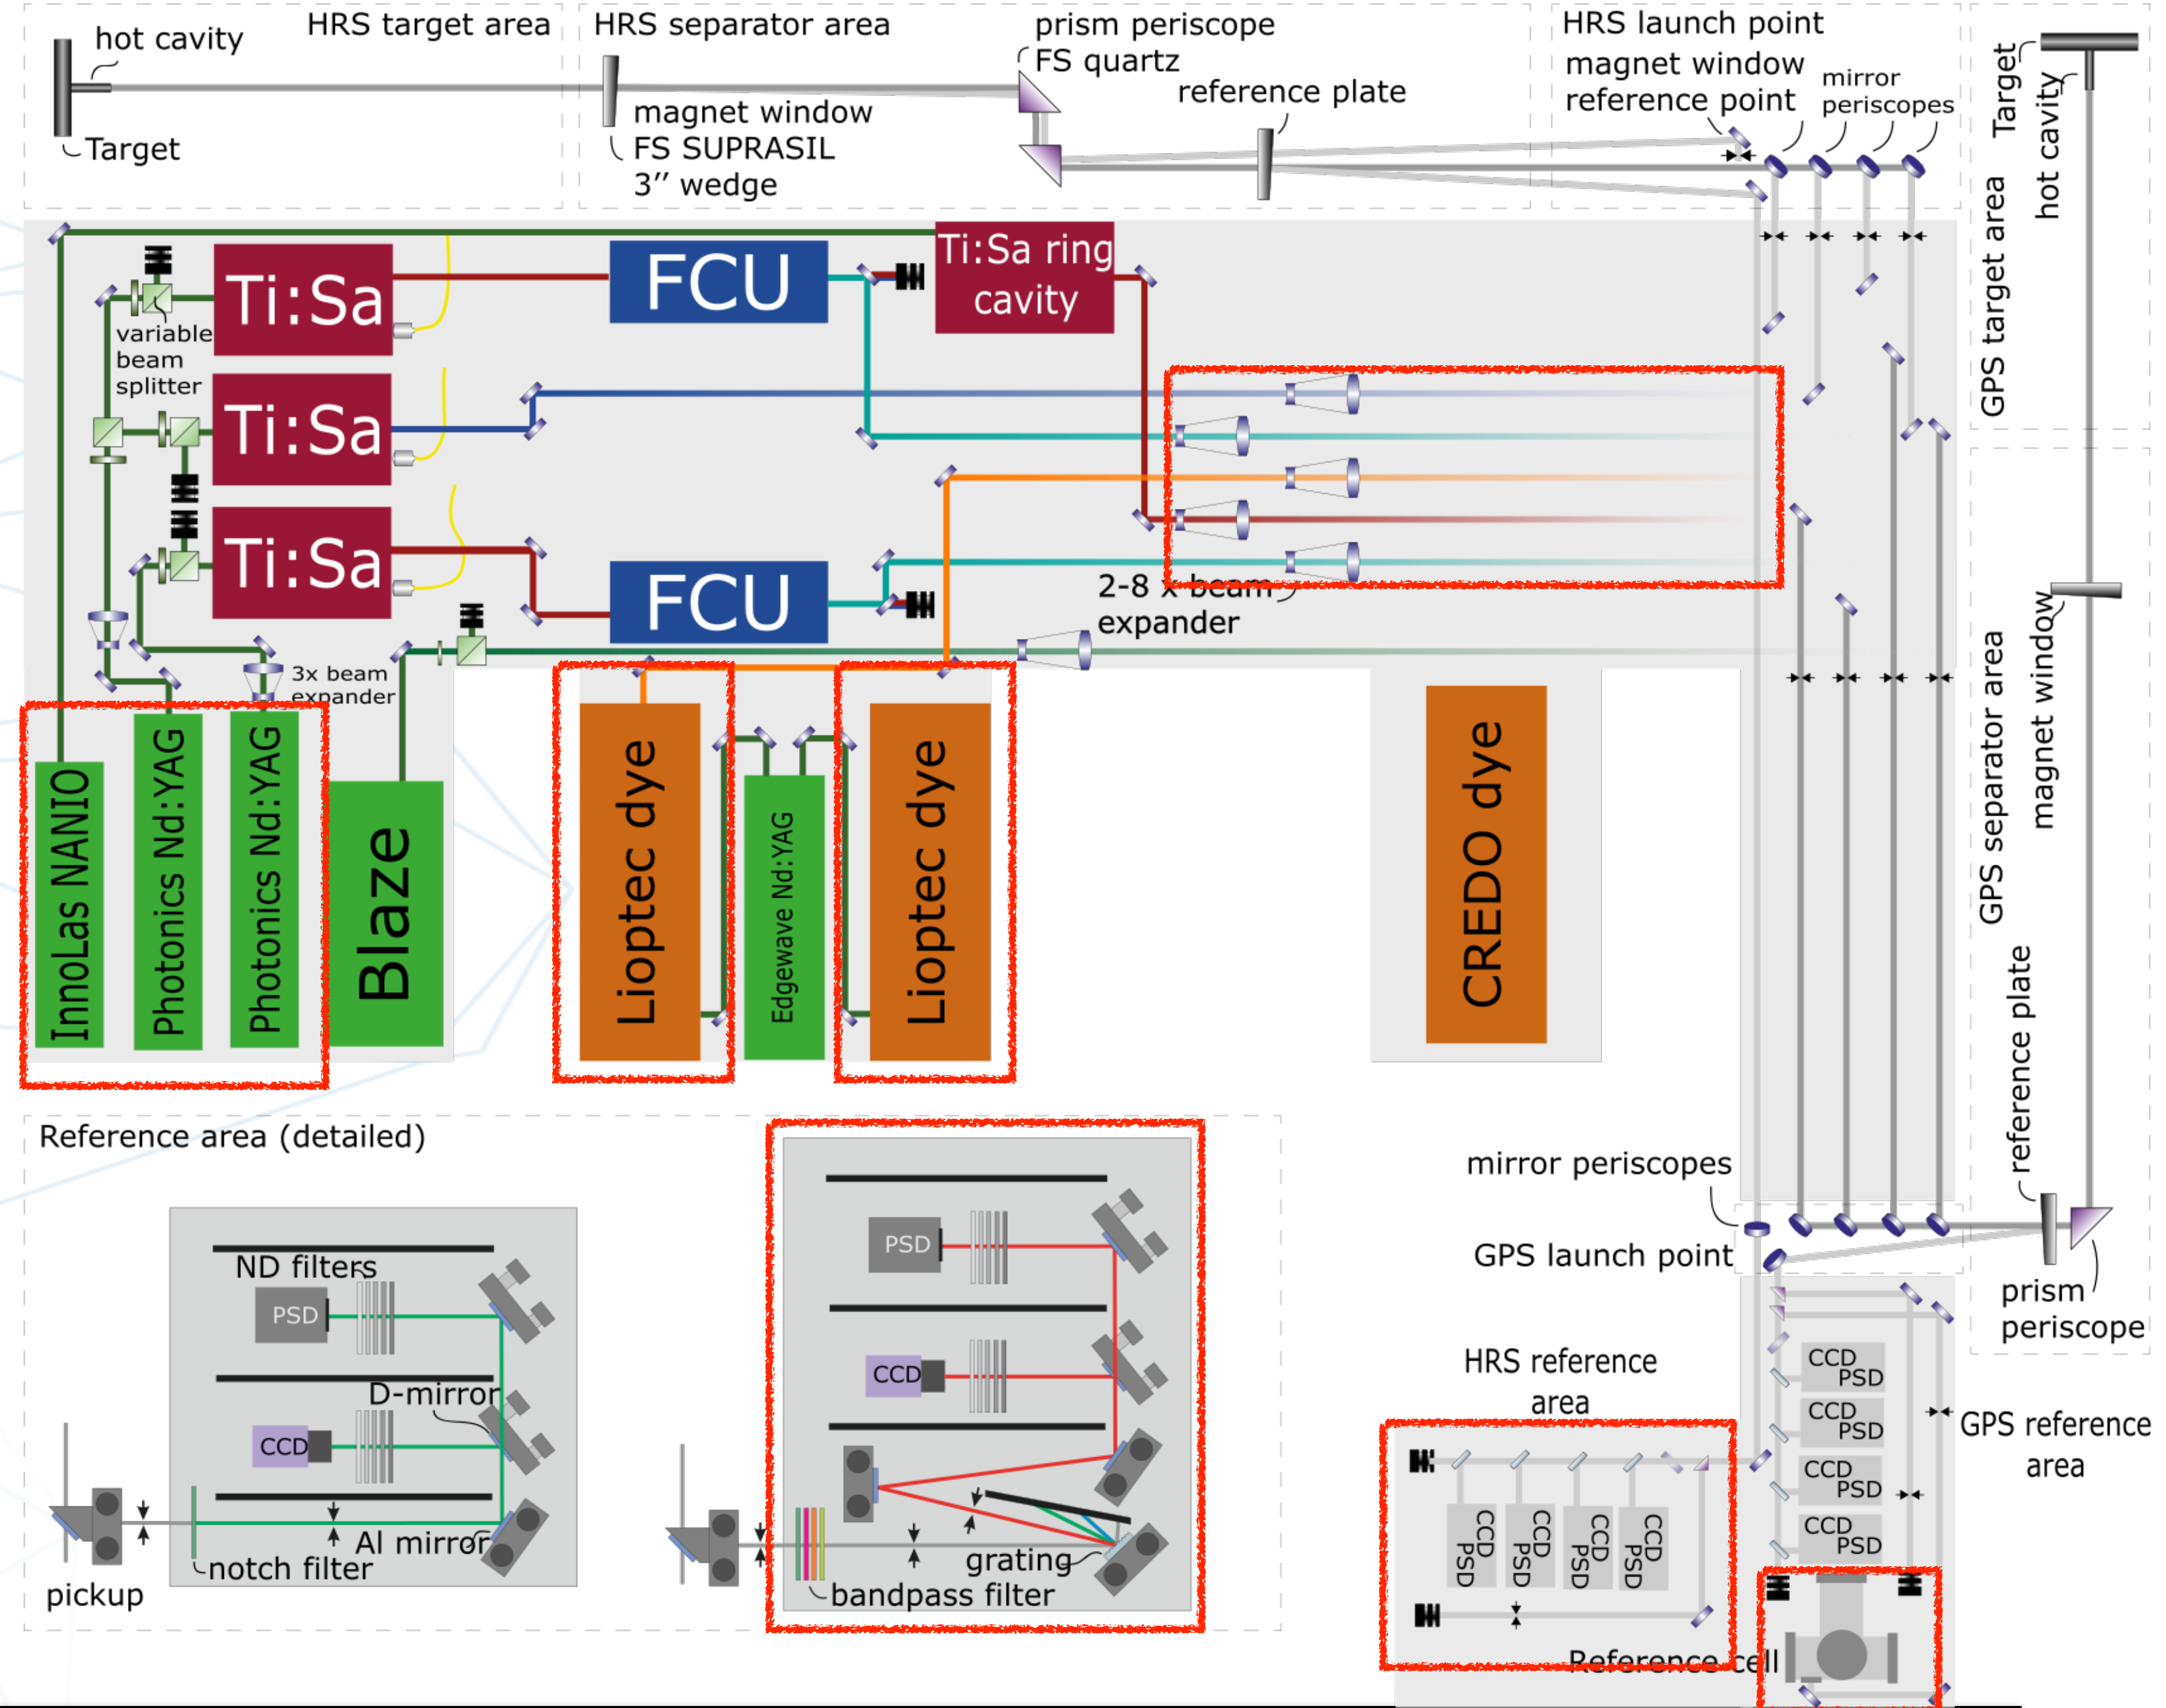 hot cavity
HRS target area
Target
HRS separator area
magnet window
FS SUPRASIL
3’’ wedge
prism periscope
FS quartz
reference plate
HRS launch point
magnet window
reference point
mirror
periscopes
Target
hot cavity
GPS target area
Ti:Sa
FCU
Ti:Sa ring
cavity
variable
beam
splitter
Ti:Sa
Ti:Sa
FCU
2-8 x beam
expander
3x beam
expander
InnoLas NANIO
Photonics Nd:YAG
Photonics Nd:YAG
Blaze
Lioptec dye
Edgewave Nd:YAG
Lioptec dye
CREDO dye
GPS separator area
magnet window
reference plate
Reference area (detailed)
ND filters
PSD
D-mirror
CCD
Al mirror
notch filter
pickup
PSD
CCD
grating
bandpass filter
mirror periscopes
GPS launch point
prism
periscope
HRS reference
area
CCD
PSD
CCD
PSD
CCD
PSD
CCD
PSD
CCD
PSD
CCD
PSD
CCD
PSD
CCD
PSD
GPS reference
area
Reference cell